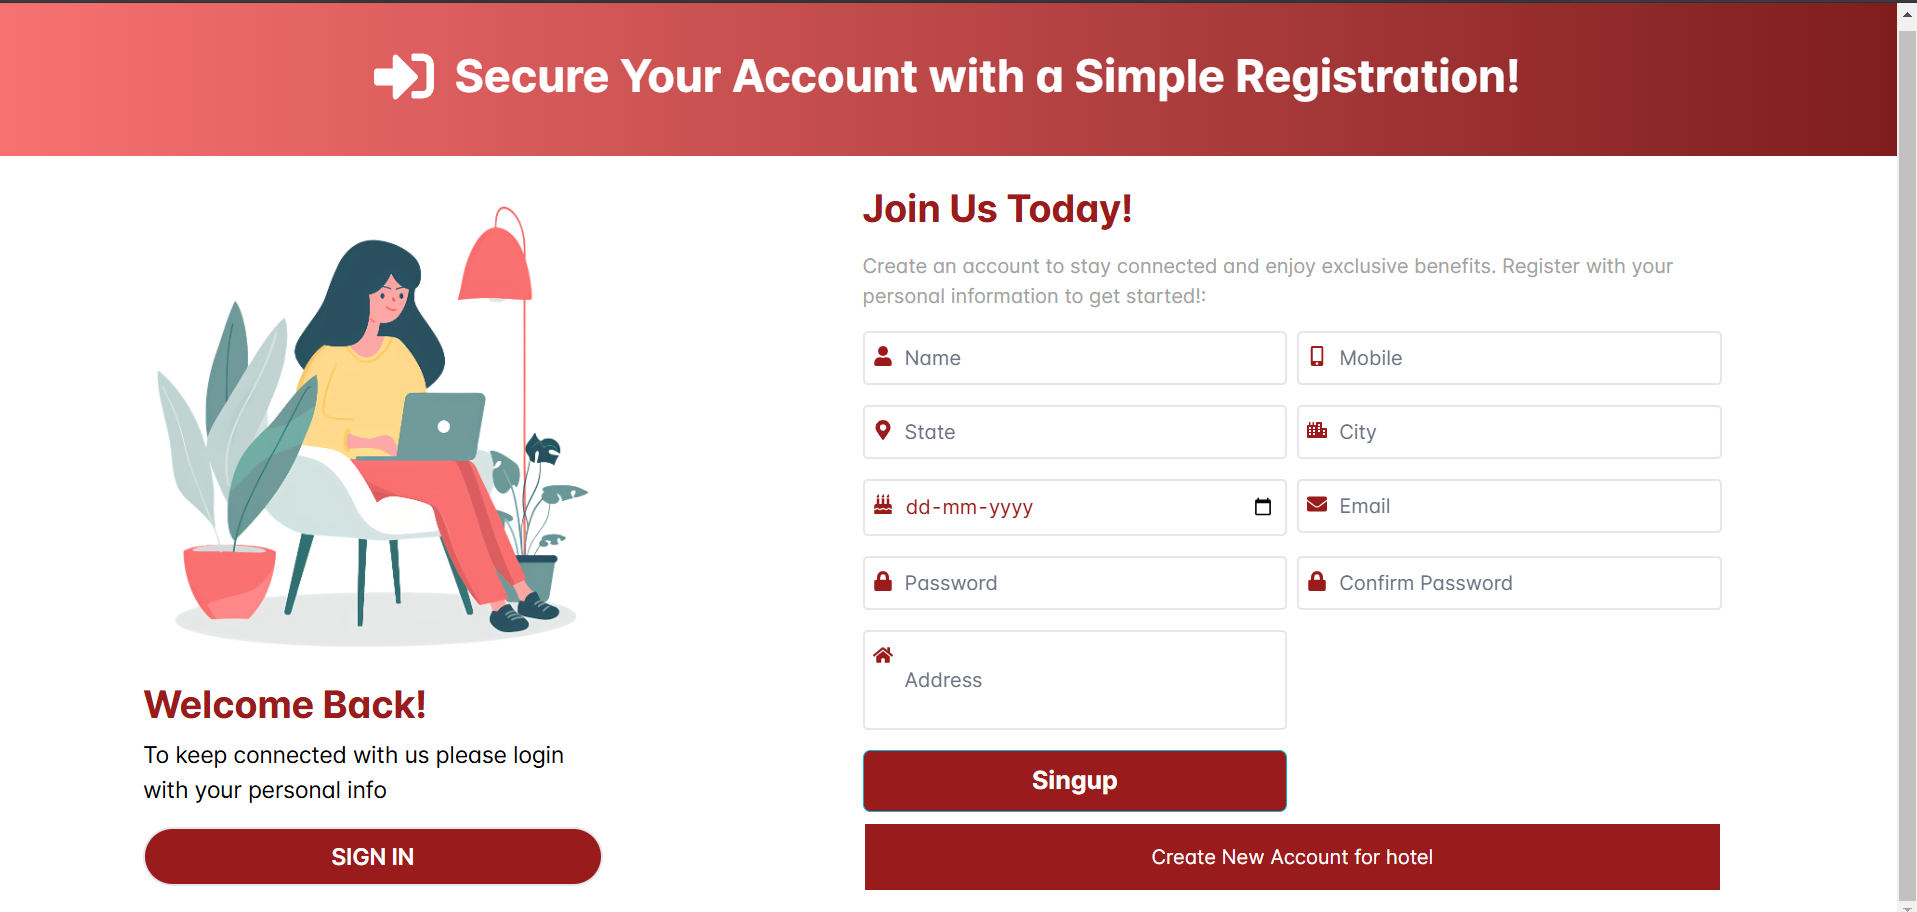 Secure Your Account with a Simple Registration!
Welcome Back!
To keep connected with us please login
with your personal info
SIGN IN
Join Us Today!
Create an account to stay connected and enjoy exclusive benefits. Register with your
personal information to get started!:
Name
Mobile
State
City
dd-mm-yyyy
Email
Password
Confirm Password
Address
Singup
Create New Account for hotel